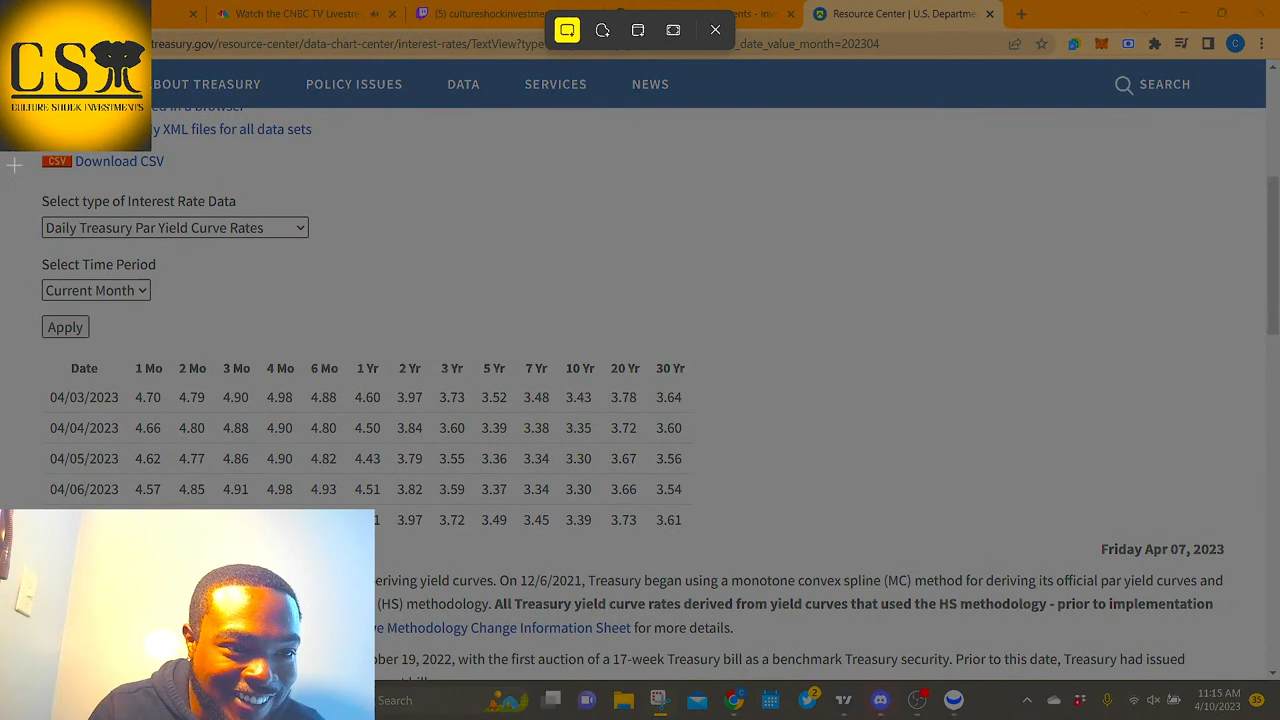 Watch the CNBC TV Livestre
(5) cultureshockinvestme
Resource Center | U.S. Departme
treasury.gov/resource-center/data-chart-center/interest-rates/TextView?type
_date_value_month=202304
CSI
CULTURE SHOCK INVESTMENTS
BOUT TREASURY
POLICY ISSUES
DATA
SERVICES
NEWS
SEARCH
ed in a browser
y XML files for all data sets
CSV Download CSV
Select type of Interest Rate Data
Daily Treasury Par Yield Curve Rates
Select Time Period
Current Month
Apply
Date 1 Mo 2 Mo 3 Mo 4 Mo 6 Mo 1 Yr 2 Yr 3 Yr 5 Yr 7 Yr 10 Yr 20 Yr 30 Yr
04/03/2023 4.70 4.79 4.90 4.98 4.88 4.60 3.97 3.73 3.52 3.48 3.43 3.78 3.64
04/04/2023 4.66 4.80 4.88 4.90 4.80 4.50 3.84 3.60 3.39 3.38 3.35 3.72 3.60
04/05/2023 4.62 4.77 4.86 4.90 4.82 4.43 3.79 3.55 3.36 3.34 3.30 3.67 3.56
04/06/2023 4.57 4.85 4.91 4.98 4.93 4.51 3.82 3.59 3.37 3.34 3.30 3.66 3.54
1 3.97 3.72 3.49 3.45 3.39 3.73 3.61
Friday Apr 07, 2023
eriving yield curves. On 12/6/2021, Treasury began using a monotone convex spline (MC) method for deriving its official par yield curves and
(HS) methodology. All Treasury yield curve rates derived from yield curves that used the HS methodology - prior to implementation
ve Methodology Change Information Sheet for more details.
ober 19, 2022, with the first auction of a 17-week Treasury bill as a benchmark Treasury security. Prior to this date, Treasury had issued
Search
2
11:15 AM
4/10/2023
35